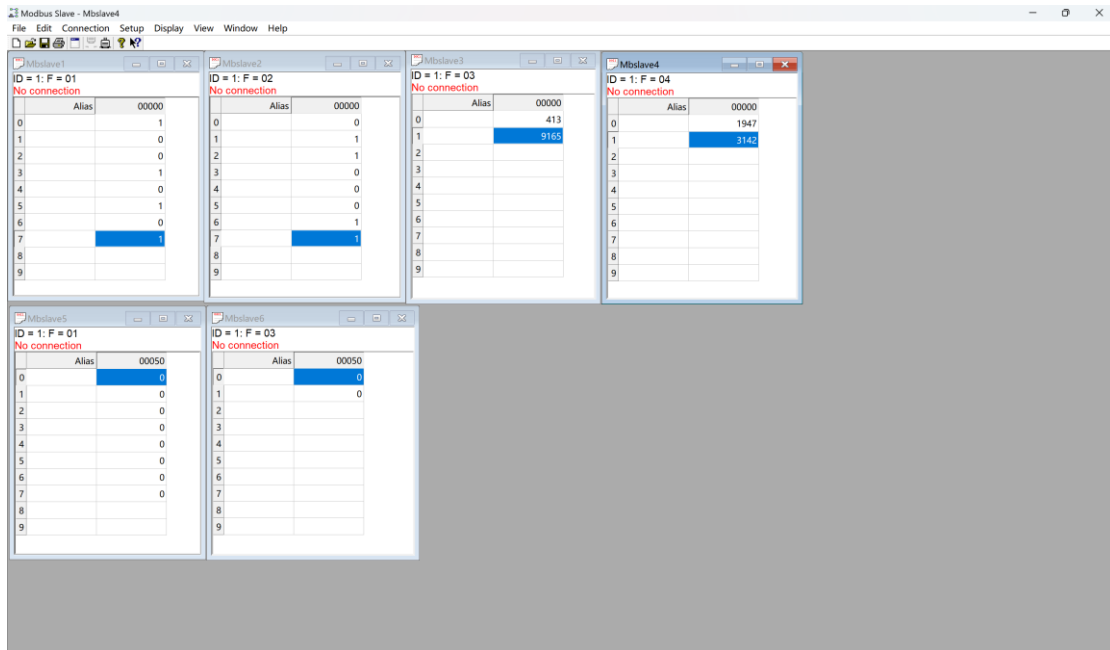 Modbus Slave - Mbslave4
File Edit Connection Setup Display View Window Help
Mbslave1
ID = 1: F = 01
No connection
Alias 00000
0 1
1 0
2 0
3 1
4 0
5 1
6 0
7 1
8
9
Mbslave2
ID = 1: F = 02
No connection
Alias 00000
0 0
1 1
2 1
3 0
4 0
5 0
6 1
7 1
8
9
Mbslave3
ID = 1: F = 03
No connection
Alias 00000
0 413
1 9165
2
3
4
5
6
7
8
9
Mbslave4
ID = 1: F = 04
No connection
Alias 00000
0 1947
1 3142
2
3
4
5
6
7
8
9
Mbslave5
ID = 1: F = 01
No connection
Alias 00050
0 0
1 0
2 0
3 0
4 0
5 0
6 0
7 0
8
9
Mbslave6
ID = 1: F = 03
No connection
Alias 00050
0 0
1 0
2
3
4
5
6
7
8
9